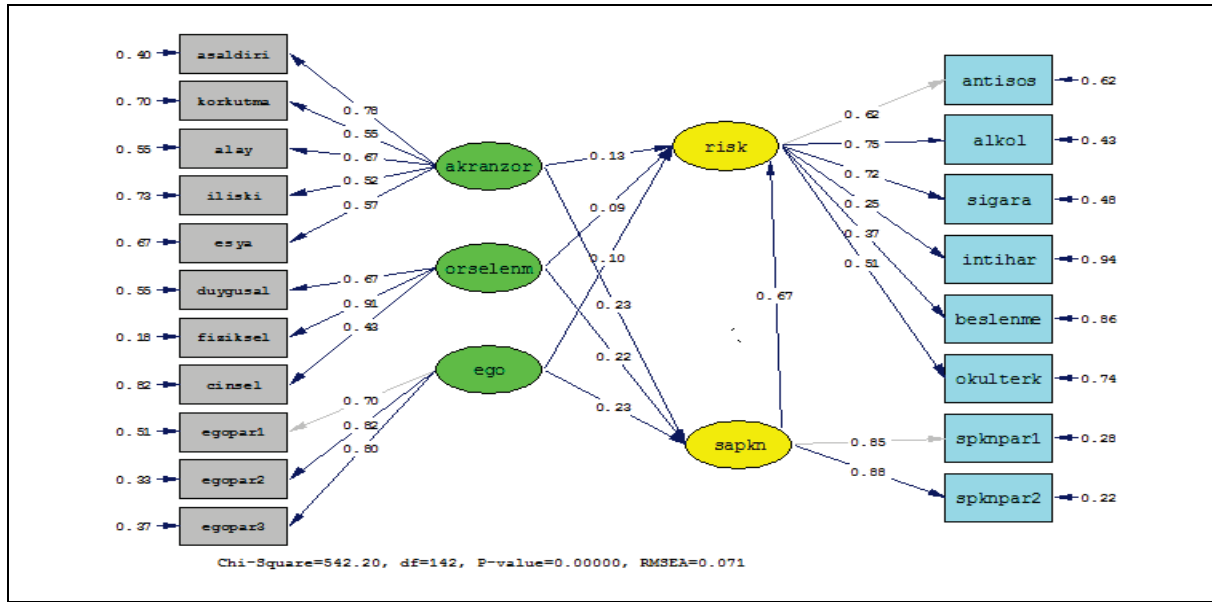 0.40 asaldiri
0.70 korkutma
0.55 alay
0.73 iliski
0.67 esya
0.55 duygusal
0.18 fiziksel
0.82 cinsel
0.51 egopar1
0.33 egopar2
0.37 egopar3
0.78
0.55
0.67
0.52
0.57
0.67
0.91
0.43
0.70
0.82
0.80
akranzor
orselenm
ego
0.13
0.09
0.10
0.23
0.22
0.23
risk
0.67
sapkn
0.62
0.75
0.72
0.25
0.37
0.51
0.85
0.88
antisos 0.62
alkol 0.43
sigara 0.48
intihar 0.94
beslenme 0.86
okulterk 0.74
spknpar1 0.28
spknpar2 0.22
Chi-Square=542.20, df=142, P-value=0.00000, RMSEA=0.071